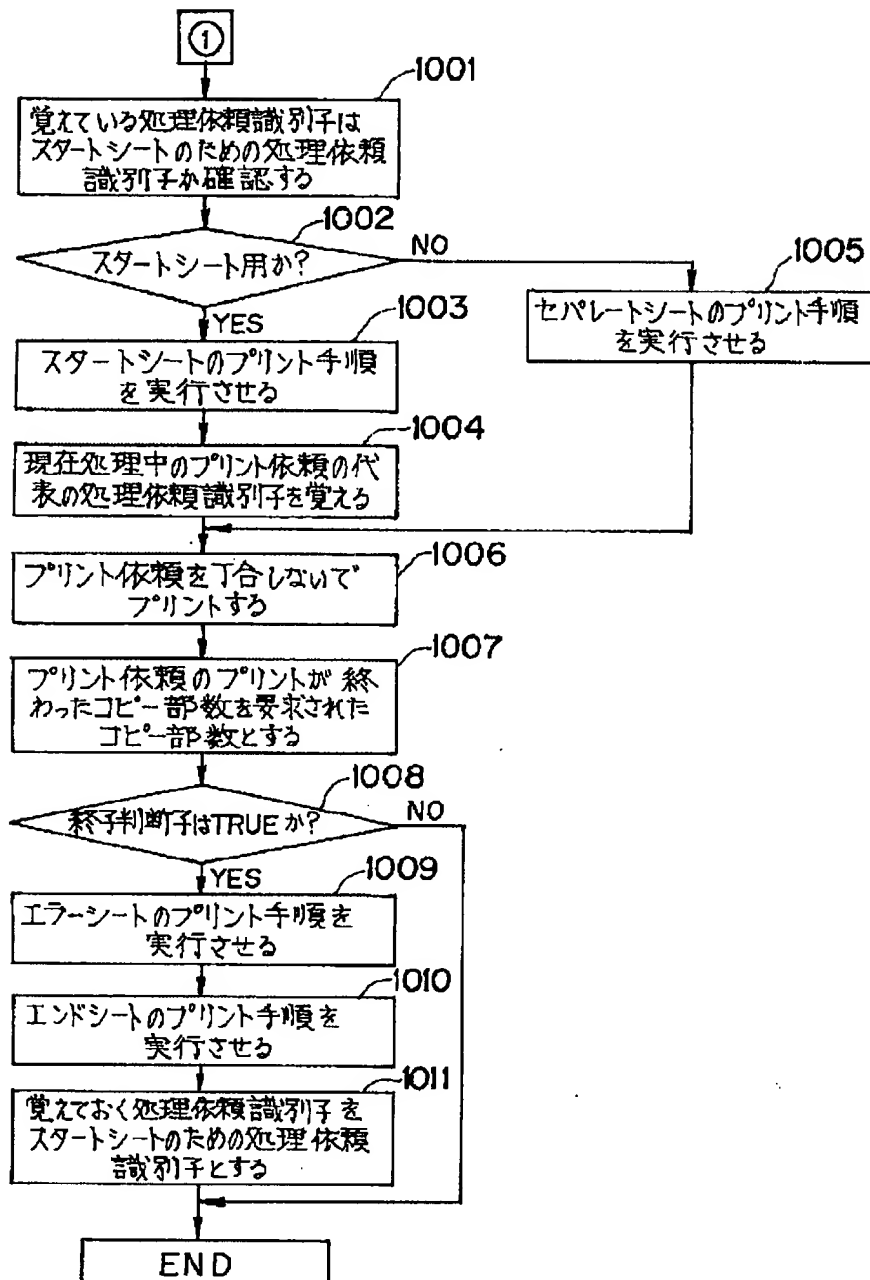 ①
1001
覚えている処理依頼識別子は
スタートシートのための処理依頼
識別子か確認する
1002
スタートシート用か?
NO
YES
1005
セパレートシートのプリント手順
を実行させる
1003
スタートシートのプリント手順
を実行させる
1004
現在処理中のプリント依頼の代
表の処理依頼識別子を覚える
1006
プリント依頼を丁合しないで
プリントする
1007
プリント依頼のプリントが終
わったコピー部数を要求された
コピー部数とする
1008
終子判断子はTRUEか?
NO
YES
1009
エラーシートのプリント手順を
実行させる
1010
エンドシートのプリント手順を
実行させる
1011
覚えておく処理依頼識別子を
スタートシートのための処理依頼
識別子とする
END